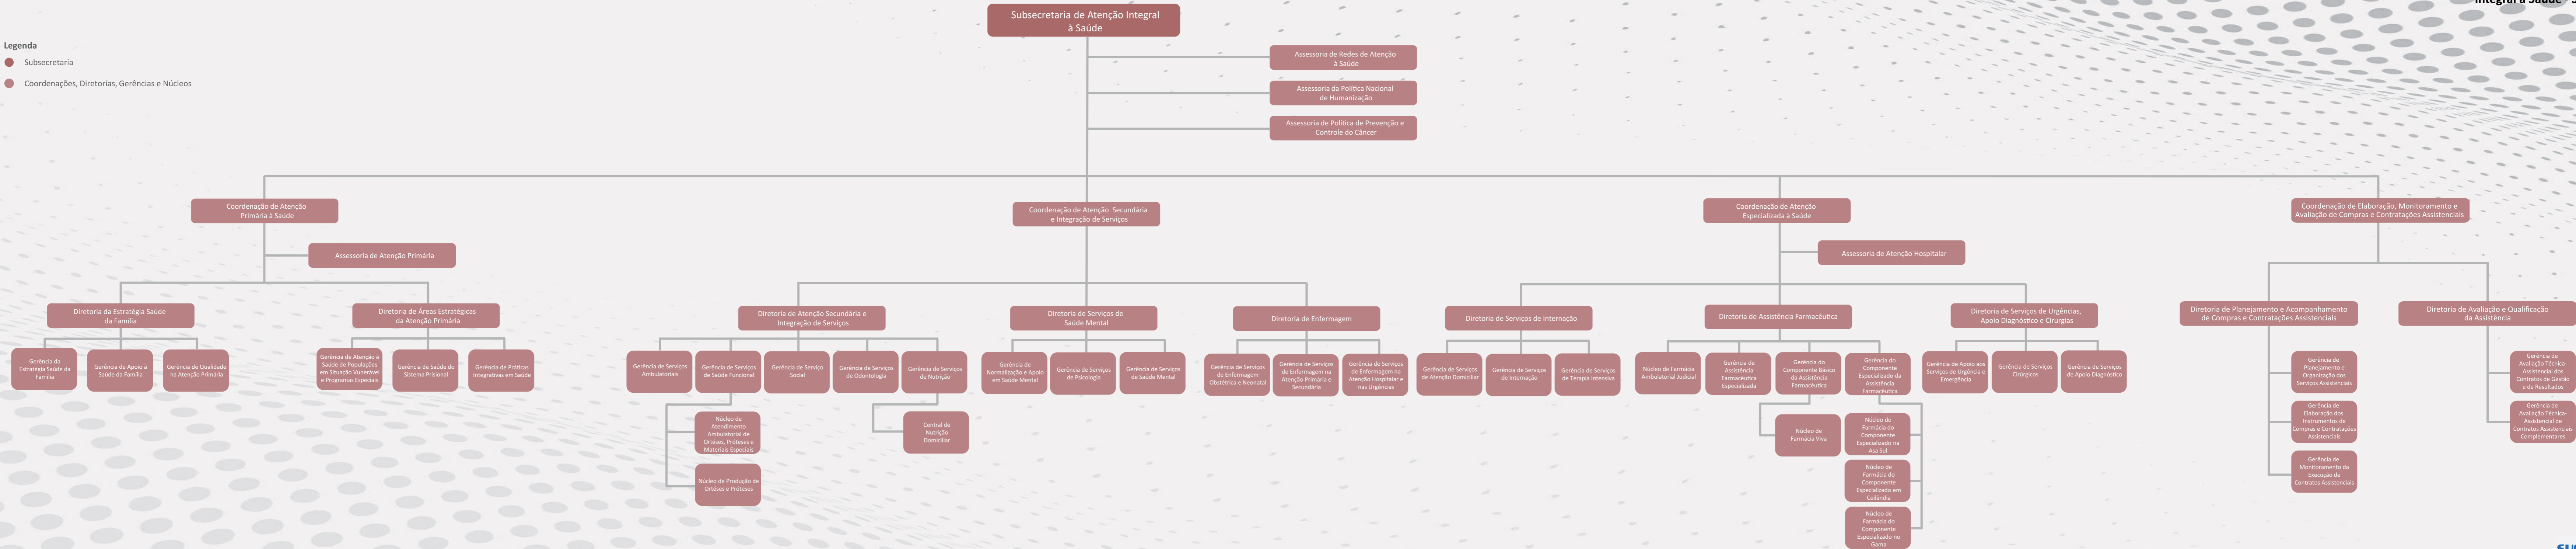 Integral à Saúde - S
Subsecretaria de Atenção Integral
à Saúde
Legenda
Subsecretaria
Coordenações, Diretorias, Gerências e Núcleos
Assessoria de Redes de Atenção
à Saúde
Assessoria da Política Nacional
de Humanização
Assessoria de Política de Prevenção e
Controle do Câncer
Coordenação de Atenção
Primária à Saúde
Coordenação de Atenção Secundária
e Integração de Serviços
Coordenação de Atenção
Especializada à Saúde
Coordenação de Elaboração, Monitoramento e
Avaliação de Compras e Contratações Assistenciais
Assessoria de Atenção Primária
Assessoria de Atenção Hospitalar
Diretoria da Estratégia Saúde
da Família
Diretoria de Áreas Estratégicas
da Atenção Primária
Diretoria de Atenção Secundária e
Integração de Serviços
Diretoria de Serviços de
Saúde Mental
Diretoria de Enfermagem
Diretoria de Serviços de Internação
Diretoria de Assistência Farmacêutica
Diretoria de Serviços de Urgências,
Apoio Diagnóstico e Cirurgias
Diretoria de Planejamento e Acompanhamento
de Compras e Contratações Assistenciais
Diretoria de Avaliação e Qualificação
da Assistência
Gerência da
Estratégia Saúde da
Família
Gerência de Apoio à
Saúde da Família
Gerência de Qualidade
na Atenção Primária
Gerência de Atenção à
Saúde de Populações
em Situação Vunerável
e Programas Especiais
Gerência de Saúde do
Sistema Prisional
Gerência de Práticas
Integrativas em Saúde
Gerência de Serviços
Ambulatoriais
Gerência de Serviços
de Saúde Funcional
Gerência de Serviço
Social
Gerência de Serviços
de Odontologia
Gerência de Serviços
de Nutrição
Gerência de
Normalização e Apoio
em Saúde Mental
Gerência de Serviços
de Psicologia
Gerência de Serviços
de Saúde Mental
Gerência de Serviços
de Enfermagem
Obstétrica e Neonatal
Gerência de Serviços
de Enfermagem na
Atenção Primária e
Secundária
Gerência de Serviços
de Enfermagem na
Atenção Hospitalar e
nas Urgências
Gerência de Serviços
de Atenção Domiciliar
Gerência de Serviços
de Internação
Gerência de Serviços
de Terapia Intensiva
Núcleo de Farmácia
Ambulatorial Judicial
Gerência de
Assistência
Farmacêutica
Especializada
Gerência do
Componente Básico
da Assistência
Farmacêutica
Gerência do
Componente
Especializado da
Assistência
Farmacêutica
Gerência de Apoio aos
Serviços de Urgência e
Emergência
Gerência de Serviços
Cirúrgicos
Gerência de Serviços
de Apoio Diagnóstico
Gerência de
Planejamento e
Organização dos
Serviços Assistenciais
Gerência de
Avaliação Técnica-
Assistencial dos
Contratos de Gestão
e de Resultados
Núcleo de
Atendimento
Ambulatorial de
Ortéses, Próteses e
Materiais Especiais
Central de
Nutrição
Domiciliar
Núcleo de
Farmácia Viva
Núcleo de
Farmácia do
Componente
Especializado na
Asa Sul
Gerência de
Elaboração dos
Instrumentos de
Compras e Contratações
Assistenciais
Gerência de
Avaliação Técnica-
Assistencial de
Contratos Assistenciais
Complementares
Núcleo de Produção de
Ortéses e Próteses
Núcleo de
Farmácia do
Componente
Especializado em
Ceilândia
Gerência de
Monitoramento da
Execução de
Contratos Assistenciais
Núcleo de
Farmácia do
Componente
Especializado no
Gama